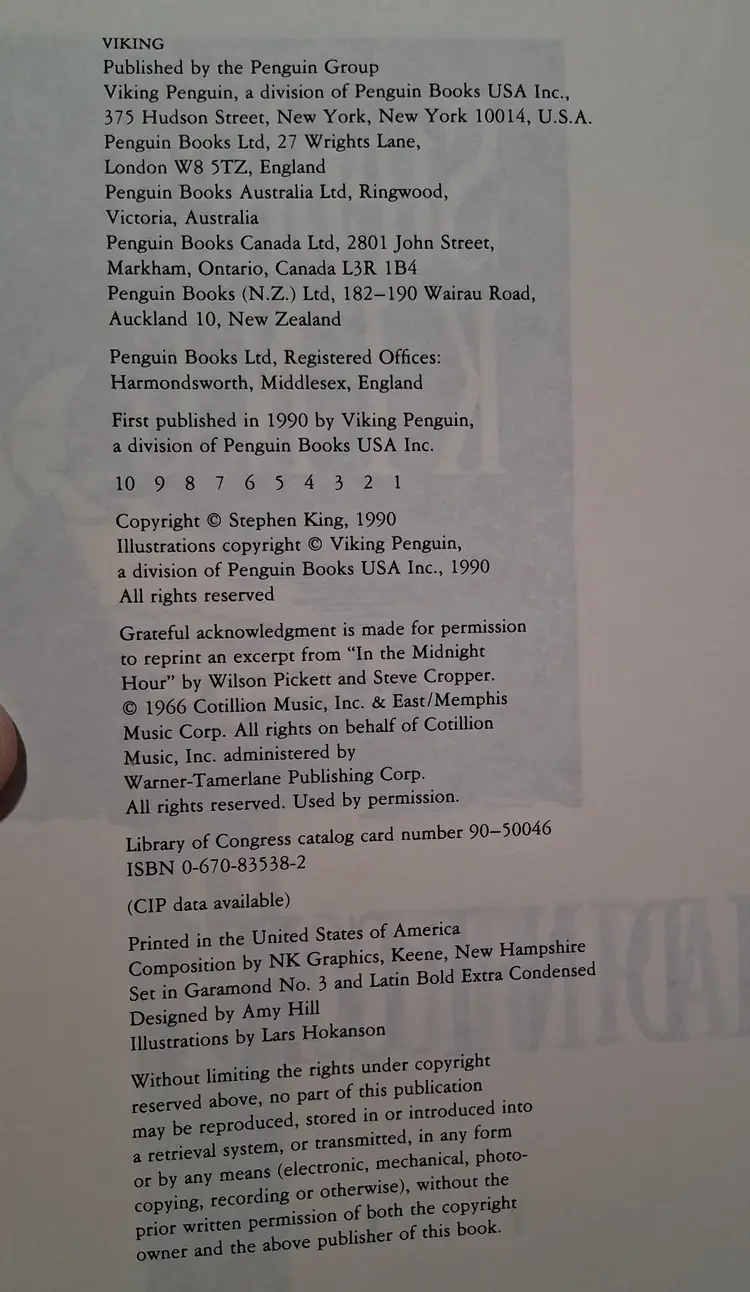 VIKING
Published by the Penguin Group
Viking Penguin, a division of Penguin Books USA Inc.,
375 Hudson Street, New York, New York 10014, U.S.A.
Penguin Books Ltd, 27 Wrights Lane,
London W8 5TZ, England
Penguin Books Australia Ltd, Ringwood,
Victoria, Australia
Penguin Books Canada Ltd, 2801 John Street,
Markham, Ontario, Canada L3R 1B4
Penguin Books (N.Z.) Ltd, 182–190 Wairau Road,
Auckland 10, New Zealand
Penguin Books Ltd, Registered Offices:
Harmondsworth, Middlesex, England
First published in 1990 by Viking Penguin,
a division of Penguin Books USA Inc.
10 9 8 7 6 5 4 3 2 1
Copyright © Stephen King, 1990
Illustrations copyright © Viking Penguin,
a division of Penguin Books USA Inc., 1990
All rights reserved
Grateful acknowledgment is made for permission
to reprint an excerpt from “In the Midnight
Hour” by Wilson Pickett and Steve Cropper.
© 1966 Cotillion Music, Inc. & East/Memphis
Music Corp. All rights on behalf of Cotillion
Music, Inc. administered by
Warner-Tamerlane Publishing Corp.
All rights reserved. Used by permission.
Library of Congress catalog card number 90–50046
ISBN 0-670-83538-2
(CIP data available)
Printed in the United States of America
Composition by NK Graphics, Keene, New Hampshire
Set in Garamond No. 3 and Latin Bold Extra Condensed
Designed by Amy Hill
Illustrations by Lars Hokanson
Without limiting the rights under copyright
reserved above, no part of this publication
may be reproduced, stored in or introduced into
a retrieval system, or transmitted, in any form
or by any means (electronic, mechanical, photo-
copying, recording or otherwise), without the
prior written permission of both the copyright
owner and the above publisher of this book.